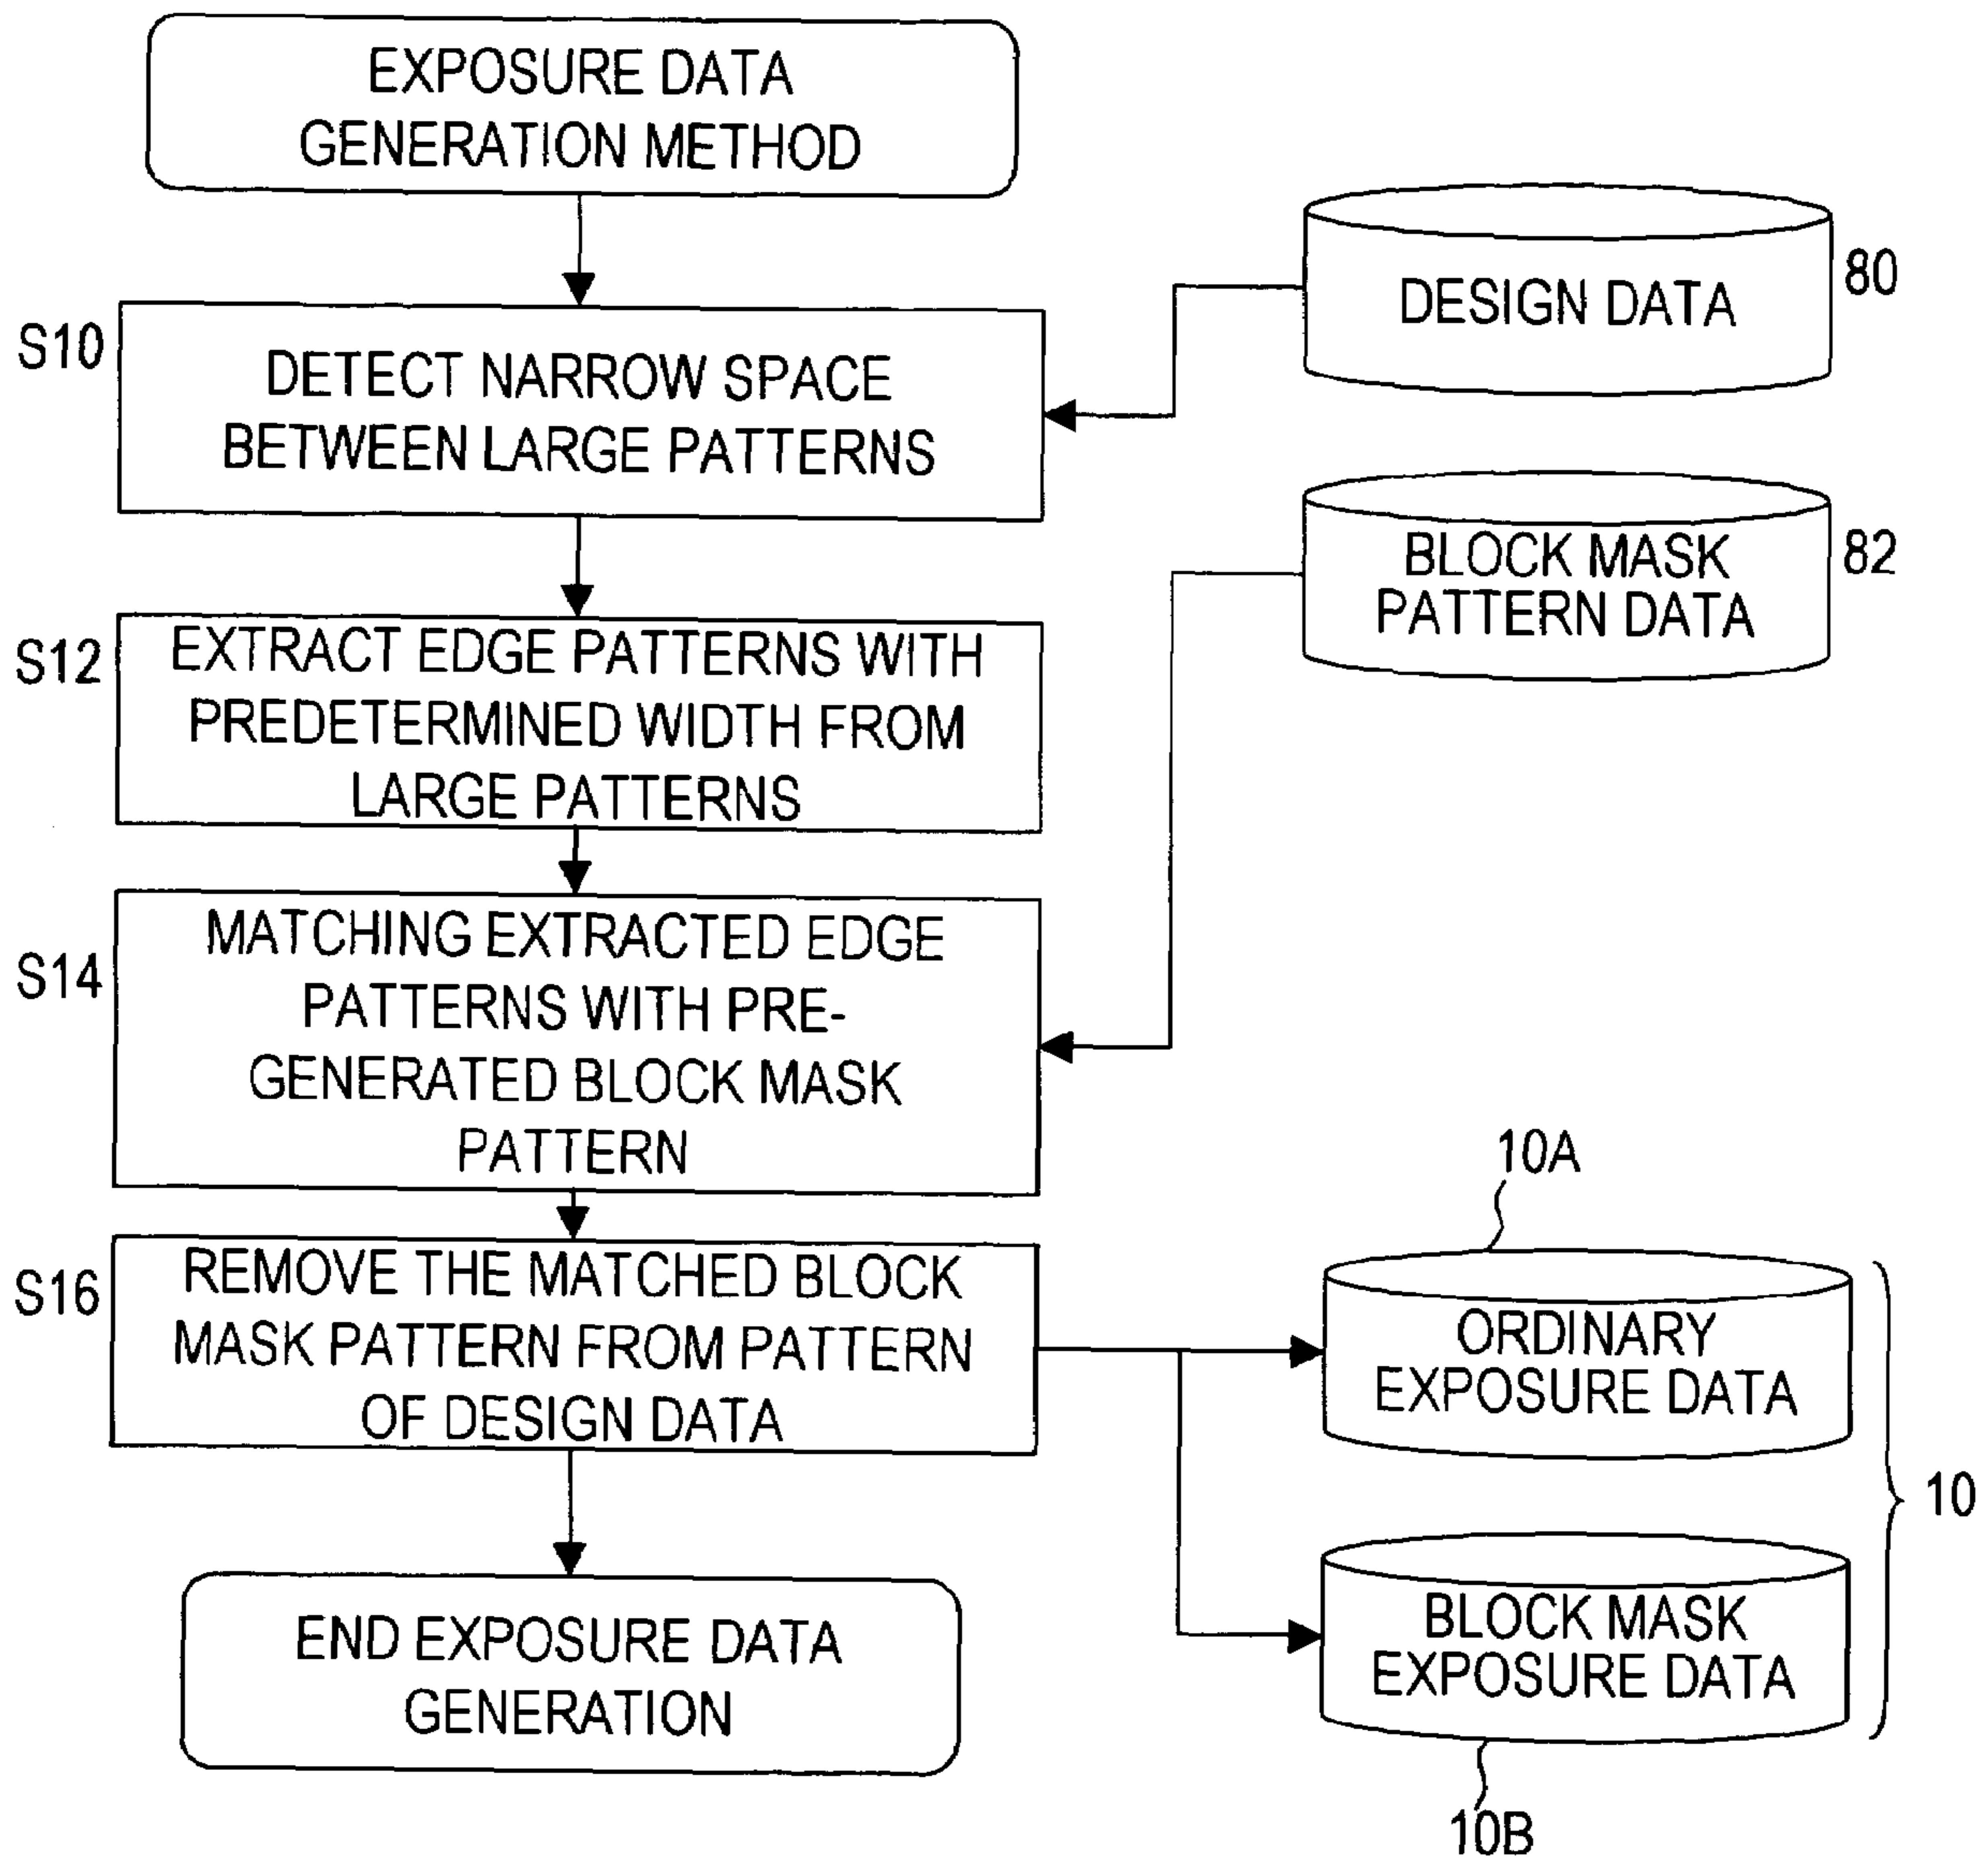 EXPOSURE DATA
GENERATION METHOD
DESIGN DATA
80
S10
DETECT NARROW SPACE
BETWEEN LARGE PATTERNS
BLOCK MASK
PATTERN DATA
82
S12
EXTRACT EDGE PATTERNS WITH
PREDETERMINED WIDTH FROM
LARGE PATTERNS
S14
MATCHING EXTRACTED EDGE
PATTERNS WITH PRE-
GENERATED BLOCK MASK
PATTERN
10A
S16
REMOVE THE MATCHED BLOCK
MASK PATTERN FROM PATTERN
OF DESIGN DATA
ORDINARY
EXPOSURE DATA
10
END EXPOSURE DATA
GENERATION
BLOCK MASK
EXPOSURE DATA
10B